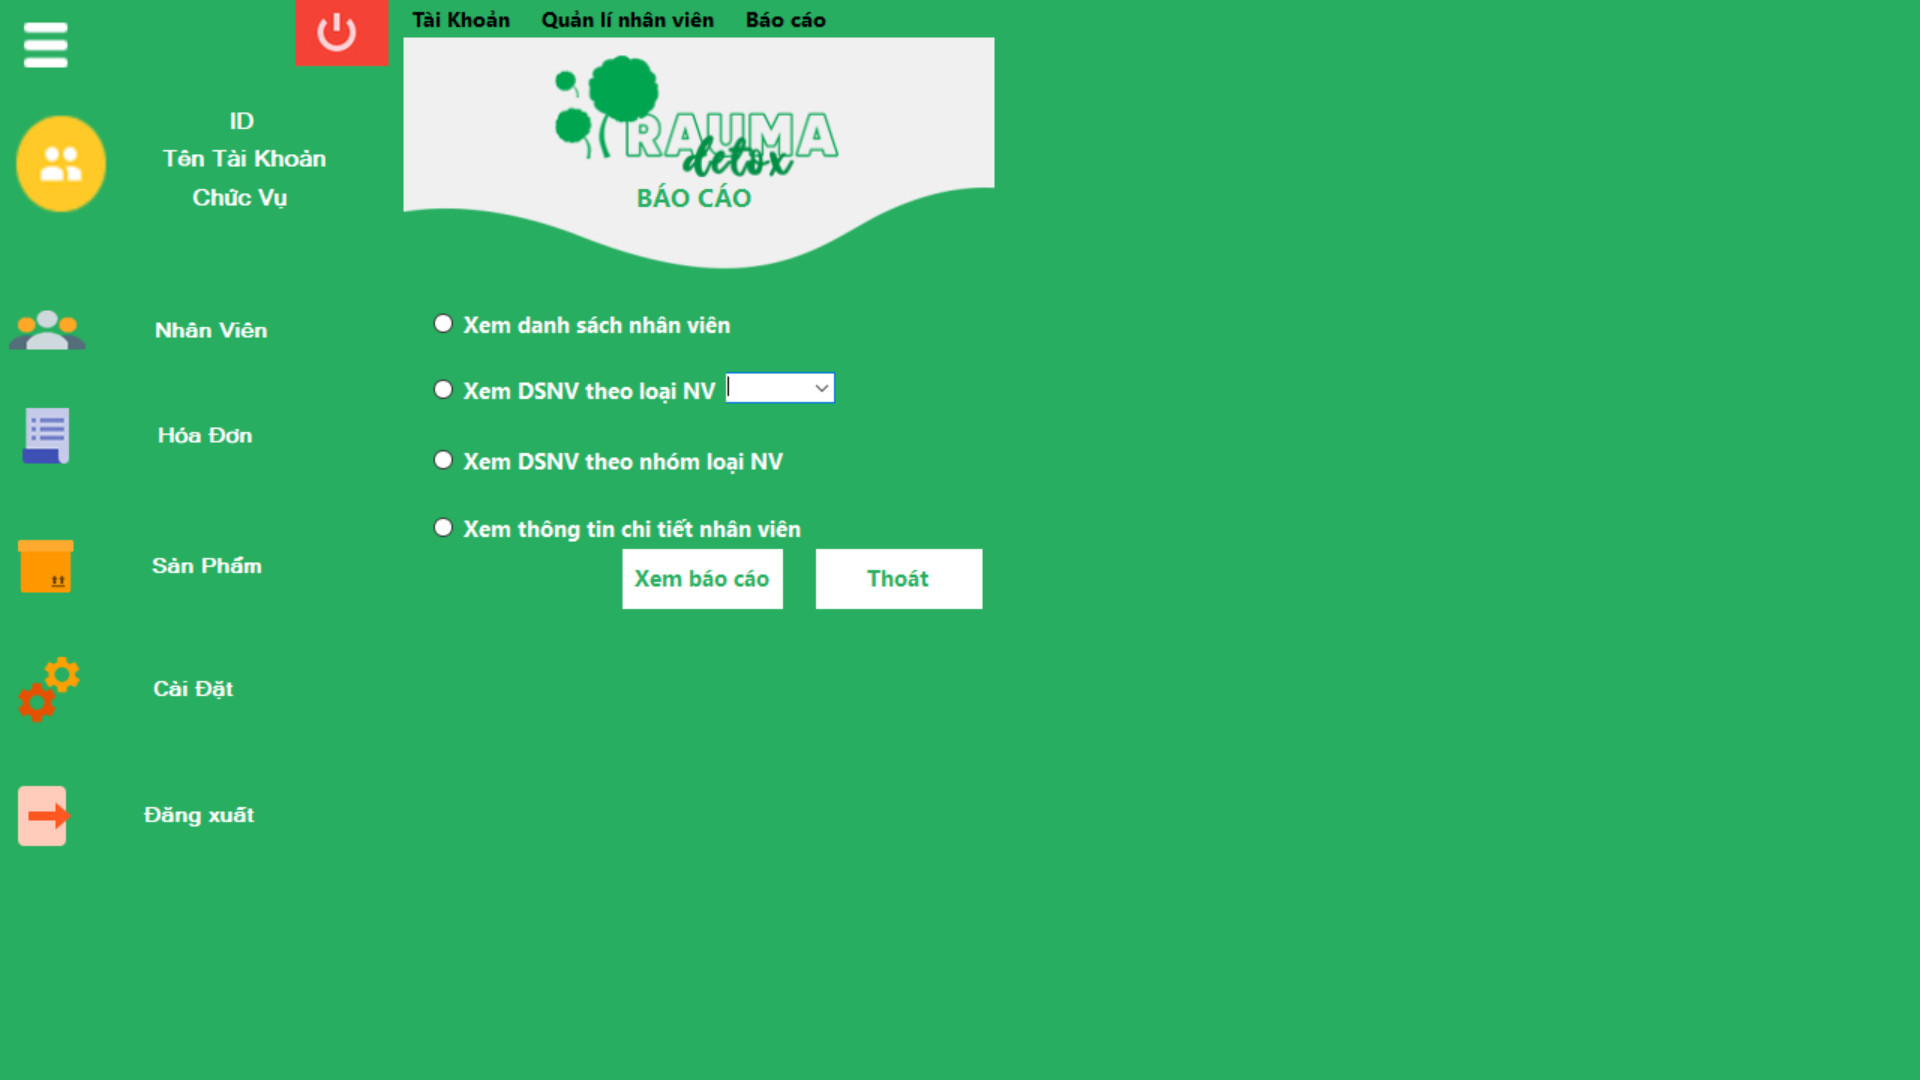 Tài Khoản Quản lí nhân viên Báo cáo
ID
Tên Tài Khoản
Chức Vụ
RAUMA
detox
BÁO CÁO
Nhân Viên
Hóa Đơn
Sản Phẩm
Cài Đặt
Đăng xuất
Xem danh sách nhân viên
Xem DSNV theo loại NV
Xem DSNV theo nhóm loại NV
Xem thông tin chi tiết nhân viên
Xem báo cáo Thoát